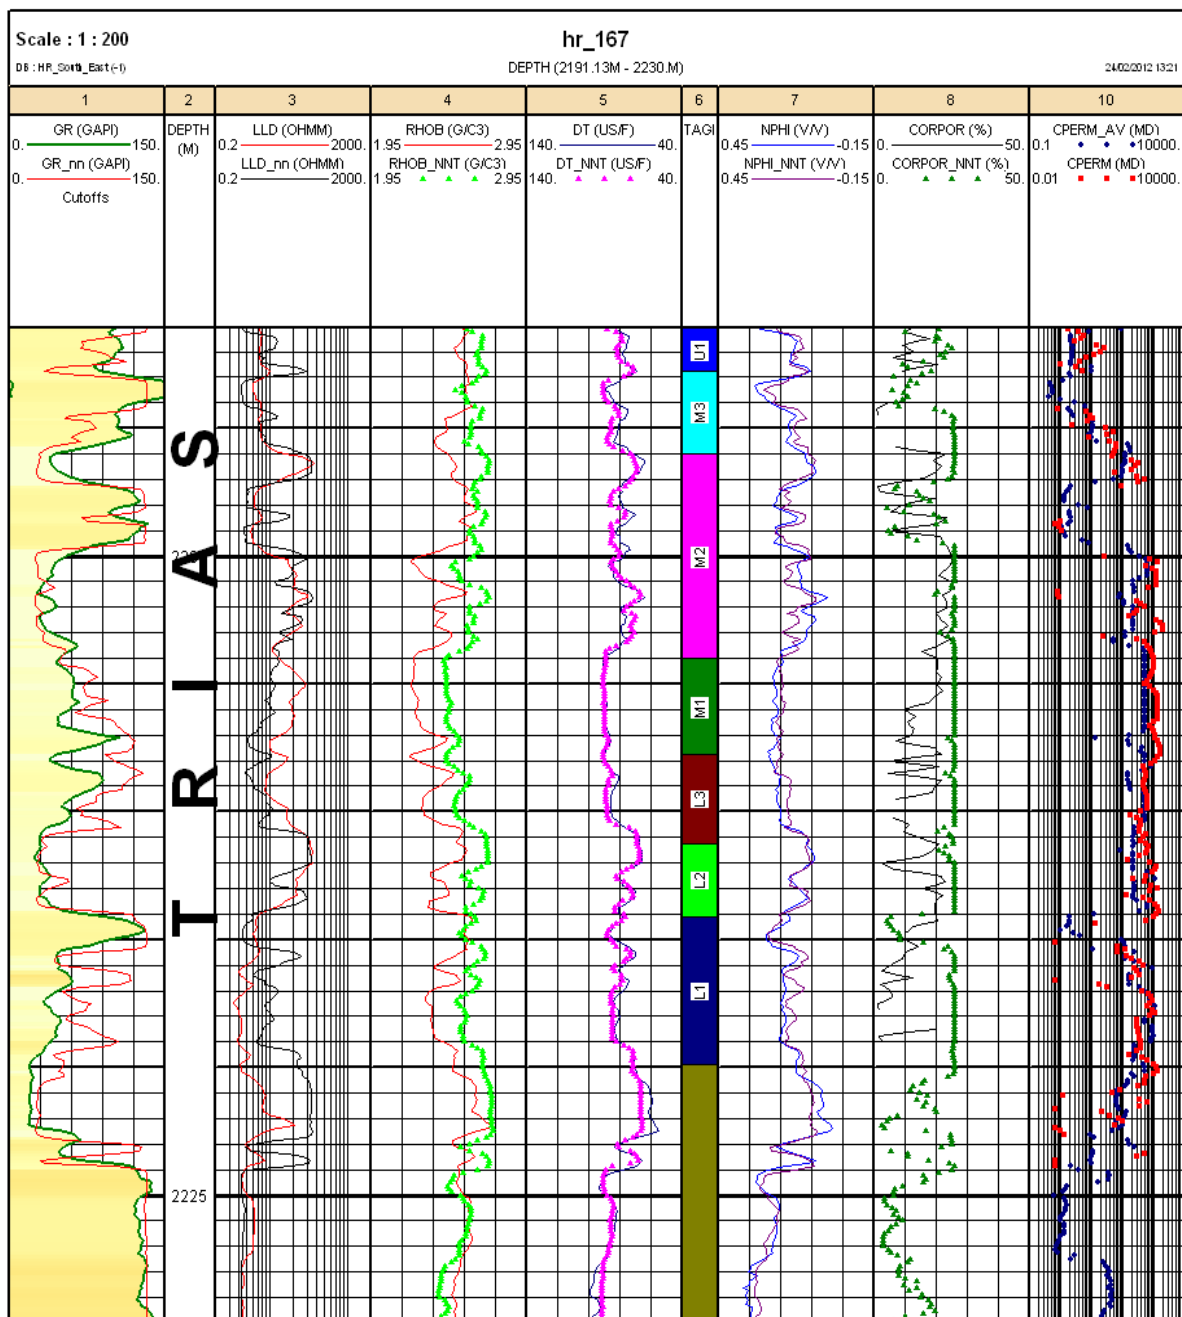 Scale : 1 : 200
hr_167
DB : HR_South_East (-1)
DEPTH (2191.13M - 2230.M)
24/02/2012 13:21
1 2 3 4 5 6 7 8 10
GR (GAPI)
0. 150.
GR_nn (GAPI)
0. 150.
Cutoffs
DEPTH
(M)
LLD (OHMM)
0.2 2000.
LLD_nn (OHMM)
0.2 2000.
RHOB (G/C3)
1.95 2.95
RHOB_NNT (G/C3)
1.95 2.95
DT (US/F)
140. 40.
DT_NNT (US/F)
140. 40.
TAGI
NPHI (V/V)
0.45 -0.15
NPHI_NNT (V/V)
0.45 -0.15
CORPOR (%)
0. 50.
CORPOR_NNT (%)
0. 50.
CPERM_AV (MD)
0.1 10000.
CPERM (MD)
0.01 10000.
TRIAS
2225
U1
M3
M2
M1
L3
L2
L1